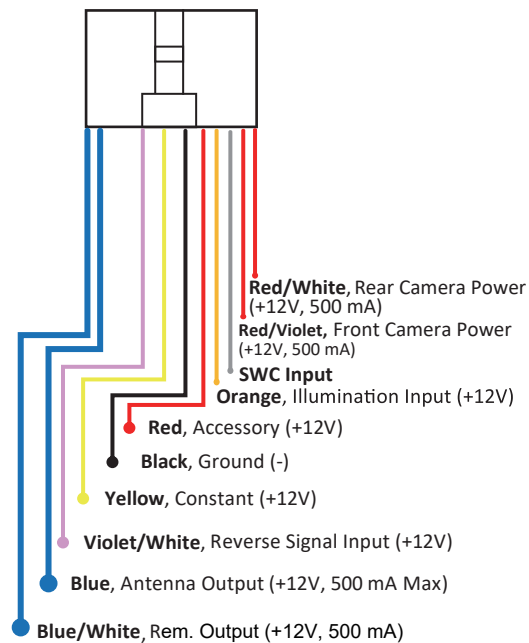 Red/White, Rear Camera Power
(+12V, 500 mA)
Red/Violet, Front Camera Power
(+12V, 500 mA)
SWC Input
Orange, Illumination Input (+12V)
Red, Accessory (+12V)
Black, Ground (-)
Yellow, Constant (+12V)
Violet/White, Reverse Signal Input (+12V)
Blue, Antenna Output (+12V, 500 mA Max)
Blue/White, Rem. Output (+12V, 500 mA)